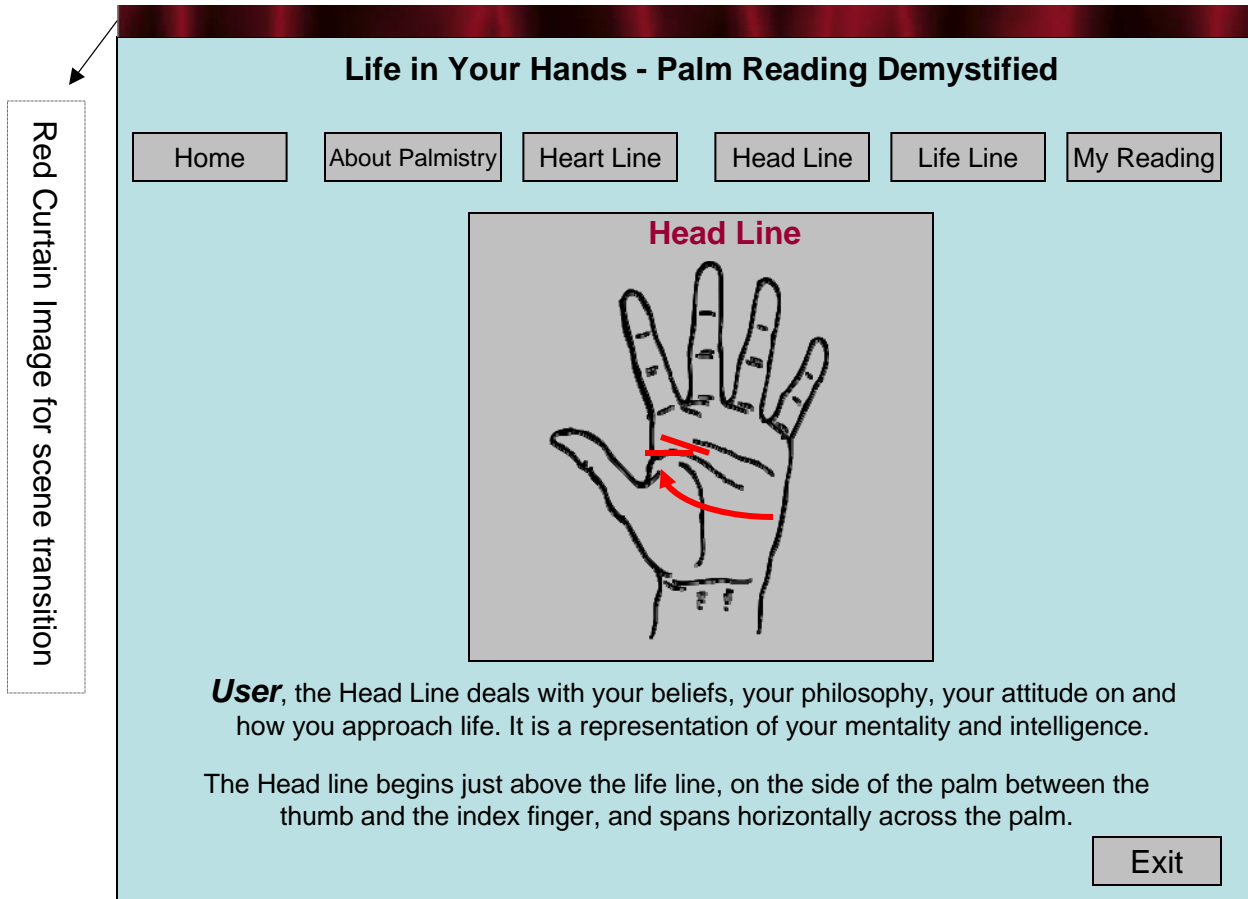 Red Curtain Image for scene transition
Life in Your Hands - Palm Reading Demystified
Home
About Palmistry
Heart Line
Head Line
Life Line
My Reading
Head Line
User, the Head Line deals with your beliefs, your philosophy, your attitude on and
how you approach life. It is a representation of your mentality and intelligence.
The Head line begins just above the life line, on the side of the palm between the
thumb and the index finger, and spans horizontally across the palm.
Exit